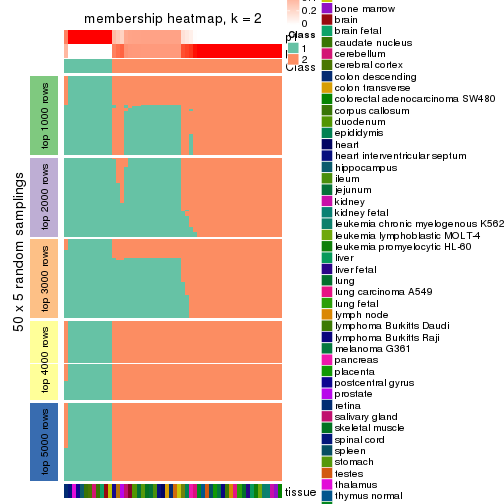 membership heatmap, k = 2
0.2
0
Class
1
2
Class
50 x 5 random samplings
top 1000 rows
top 2000 rows
top 3000 rows
top 4000 rows
top 5000 rows
tissue
bone marrow
brain
brain fetal
caudate nucleus
cerebellum
cerebral cortex
colon descending
colon transverse
colorectal adenocarcinoma SW480
corpus callosum
duodenum
epididymis
heart
heart interventricular septum
hippocampus
ileum
jejunum
kidney
kidney fetal
leukemia chronic myelogenous K562
leukemia lymphoblastic MOLT-4
leukemia promyelocytic HL-60
liver
liver fetal
lung
lung carcinoma A549
lung fetal
lymph node
lymphoma Burkitts Daudi
lymphoma Burkitts Raji
melanoma G361
pancreas
placenta
postcentral gyrus
prostate
retina
salivary gland
skeletal muscle
spinal cord
spleen
stomach
testes
thalamus
thymus normal